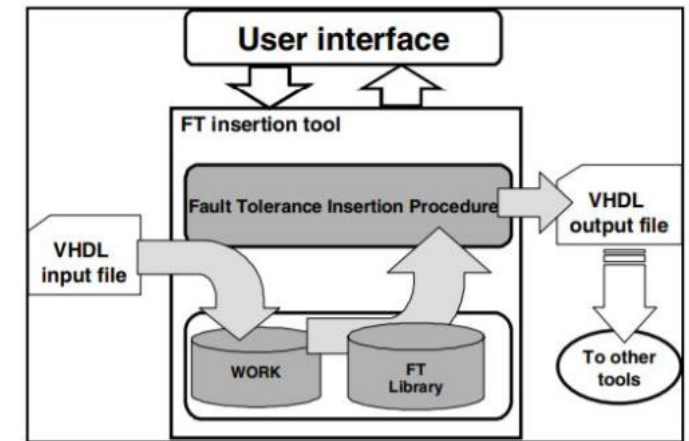 User interface
FT insertion tool
Fault Tolerance Insertion Procedure
VHDL
input file
VHDL
output file
WORK
FT
Library
To other
tools